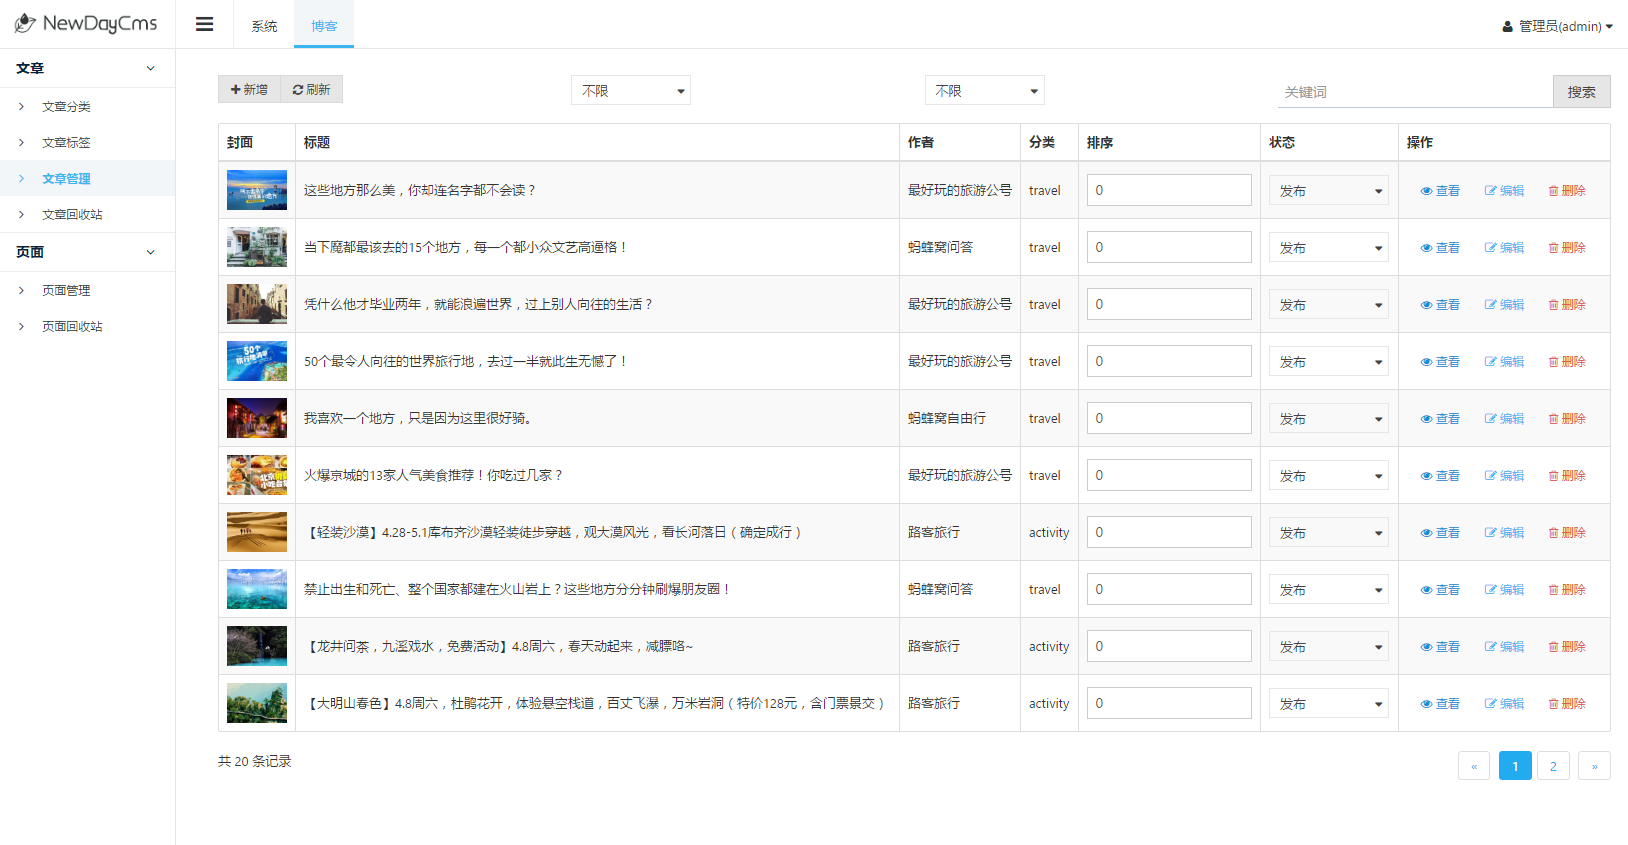 NewDayCms
系统
博客
管理员(admin)
文章
文章分类
文章标签
文章管理
文章回收站
页面
页面管理
页面回收站
新增
刷新
不限
不限
关键词
搜索
封面 标题 作者 分类 排序 状态 操作
这些地方那么美，你却连名字都不会读？ 最好玩的旅游公号 travel 0 发布 查看 编辑 删除
当下魔都最该去的15个地方，每一个都小众文艺高逼格！ 蚂蜂窝问答 travel 0 发布 查看 编辑 删除
凭什么他才毕业两年，就能浪遍世界，过上别人向往的生活？ 最好玩的旅游公号 travel 0 发布 查看 编辑 删除
50个 50个最令人向往的世界旅行地，去过一半就此生无憾了！ 最好玩的旅游公号 travel 0 发布 查看 编辑 删除
我喜欢一个地方，只是因为这里很好骑。 蚂蜂窝自由行 travel 0 发布 查看 编辑 删除
火爆京城的13家人气美食推荐！你吃过几家？ 最好玩的旅游公号 travel 0 发布 查看 编辑 删除
【轻装沙漠】4.28-5.1库布齐沙漠轻装徒步穿越，观大漠风光，看长河落日（确定成行） 路客旅行 activity 0 发布 查看 编辑 删除
禁止出生和死亡、整个国家都建在火山岩上？这些地方分分钟刷爆朋友圈！ 蚂蜂窝问答 travel 0 发布 查看 编辑 删除
【龙井问茶，九溪戏水，免费活动】4.8周六，春天动起来，减膘咯~ 路客旅行 activity 0 发布 查看 编辑 删除
【大明山春色】4.8周六，杜鹃花开，体验悬空栈道，百丈飞瀑，万米岩洞（特价128元，含门票景交） 路客旅行 activity 0 发布 查看 编辑 删除
共 20 条记录
« 1 2 »